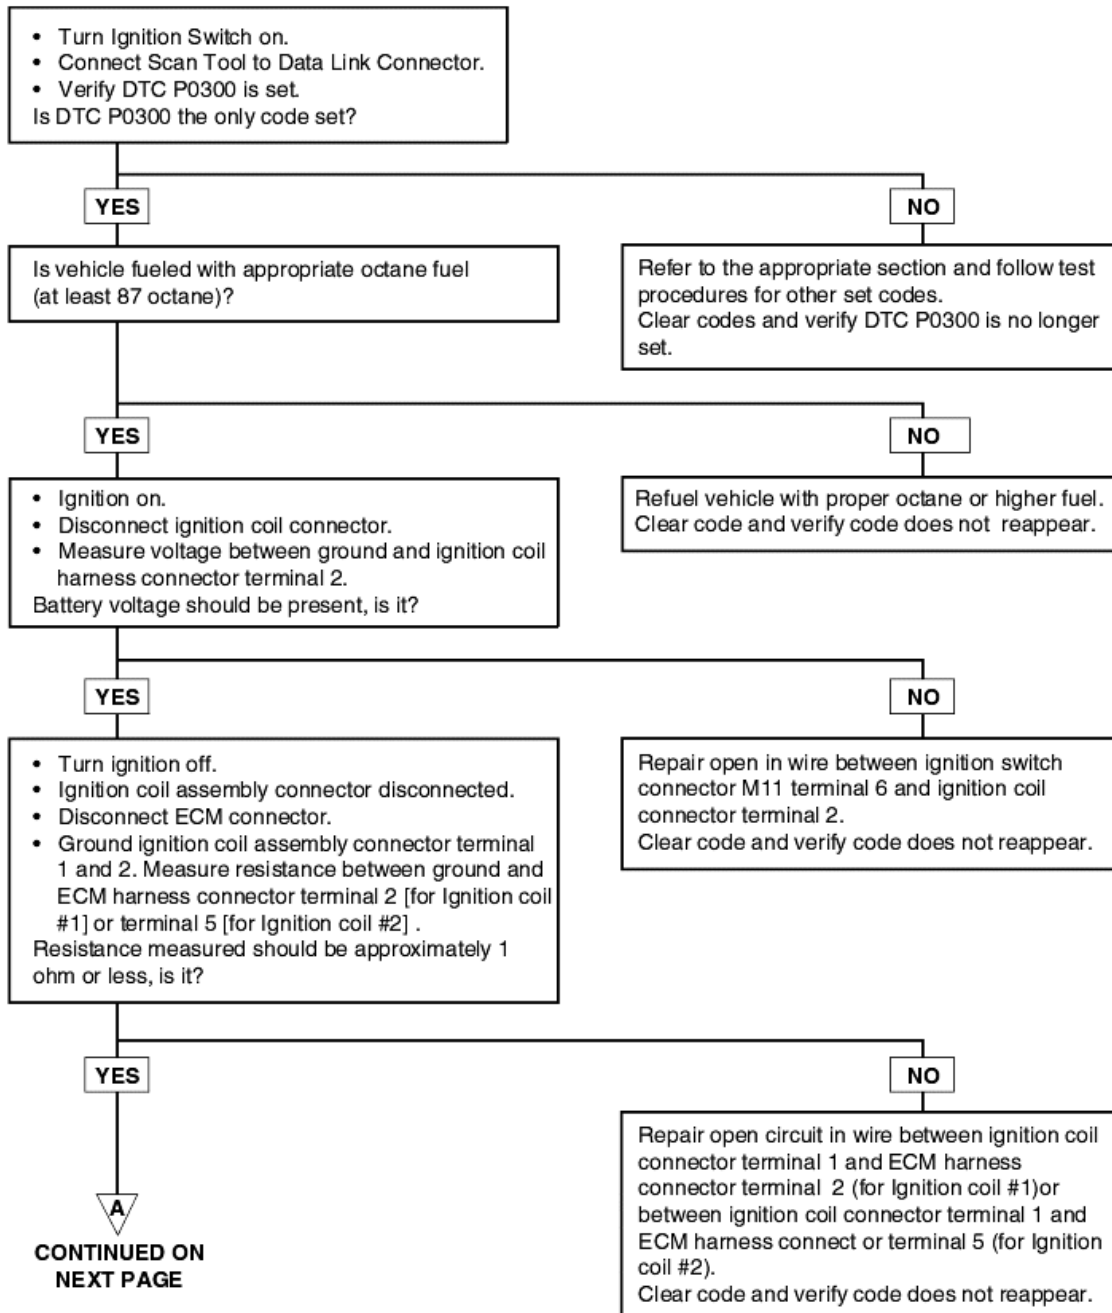 • Turn Ignition Switch on.
• Connect Scan Tool to Data Link Connector.
• Verify DTC P0300 is set.
Is DTC P0300 the only code set?
YES
NO
Is vehicle fueled with appropriate octane fuel
(at least 87 octane)?
Refer to the appropriate section and follow test
procedures for other set codes.
Clear codes and verify DTC P0300 is no longer
set.
YES
NO
• Ignition on.
• Disconnect ignition coil connector.
• Measure voltage between ground and ignition coil
harness connector terminal 2.
Battery voltage should be present, is it?
Refuel vehicle with proper octane or higher fuel.
Clear code and verify code does not reappear.
YES
NO
• Turn ignition off.
• Ignition coil assembly connector disconnected.
• Disconnect ECM connector.
• Ground ignition coil assembly connector terminal
1 and 2. Measure resistance between ground and
ECM harness connector terminal 2 [for Ignition coil
#1] or terminal 5 [for Ignition coil #2] .
Resistance measured should be approximately 1
ohm or less, is it?
Repair open in wire between ignition switch
connector M11 terminal 6 and ignition coil
connector terminal 2.
Clear code and verify code does not reappear.
YES
NO
A
CONTINUED ON
NEXT PAGE
Repair open circuit in wire between ignition coil
connector terminal 1 and ECM harness
connector terminal 2 (for Ignition coil #1)or
between ignition coil connector terminal 1 and
ECM harness connect or terminal 5 (for Ignition
coil #2).
Clear code and verify code does not reappear.